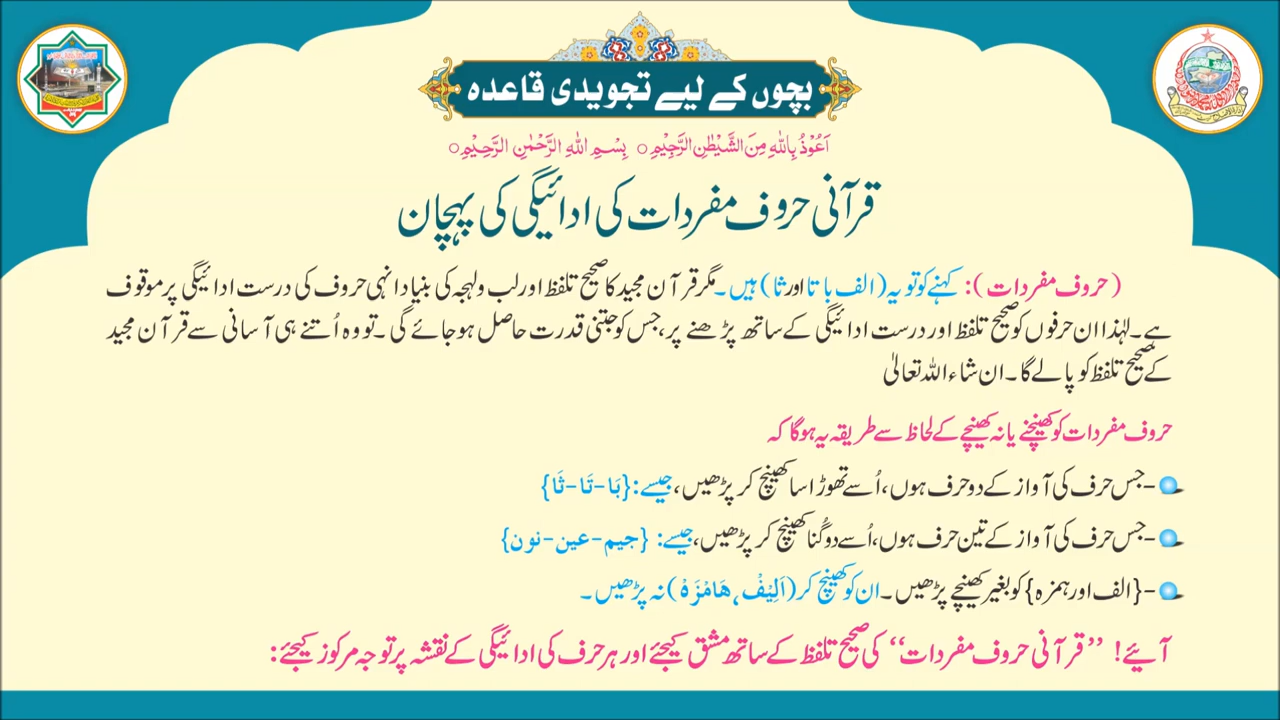 بچوں کے لیے تجویدی قاعدہ
اَعُوْذُ بِاللّٰهِ مِنَ الشَّيْطٰنِ الرَّجِيْمِ○ بِسْمِ اللّٰهِ الرَّحْمٰنِ الرَّحِيْمِ○
قرآنی حروف مفردات کی ادائیگی کی پہچان
(حروف مفردات): کہنے کو تو یہ (الف با تا اور ثا) ہیں۔ مگر قرآن مجید کا صحیح تلفظ اور لب ولہجہ کی بنیاد انہی حروف کی درست ادائیگی پر موقوف
ہے۔ لہٰذا ان حرفوں کو صحیح تلفظ اور درست ادائیگی کے ساتھ پڑھنے پر، جس کو جتنی قدرت حاصل ہوجائے گی۔ تو وہ اُتنے ہی آسانی سے قرآن مجید
کے صحیح تلفظ کو پالے گا۔ ان شاء اللہ تعالیٰ
حروف مفردات کو کھینچنے یا نہ کھینچے کے لحاظ سے طریقہ یہ ہوگا کہ
-جس حرف کی آواز کے دو حرف ہوں، اُسے تھوڑا سا کھینچ کر پڑھیں، جیسے: {بَا-تَا-ثَا}
-جس حرف کی آواز کے تین حرف ہوں، اُسے دو گُنا کھینچ کر پڑھیں، جیسے: {جیم-عین-نون}
-{الف اور ہمزہ} کو بغیر کھینچے پڑھیں۔ ان کو کھینچ کر (اَلِیْفْ، هَامْزَهْ) نہ پڑھیں۔
آئیے! ”قرآنی حروف مفردات“ کی صحیح تلفظ کے ساتھ مشق کیجئے اور ہر حرف کی ادائیگی کے نقشہ پر توجہ مرکوز کیجئے: